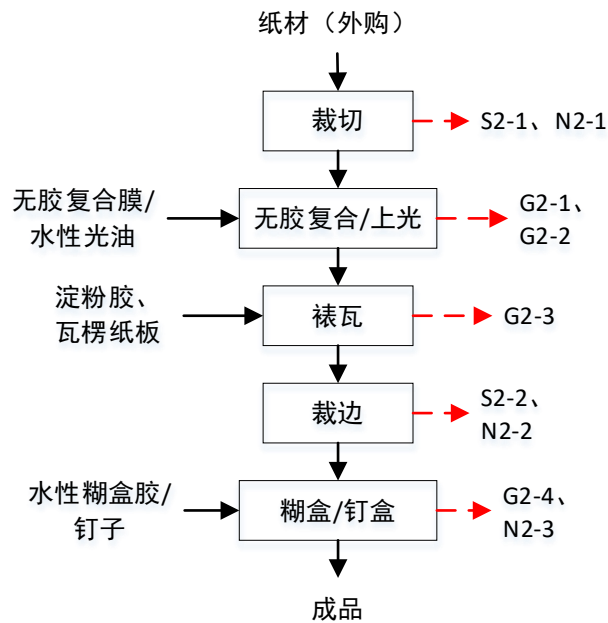 纸材（外购）
裁切
S2-1、N2-1
无胶复合膜/
水性光油
无胶复合/上光
G2-1、
G2-2
淀粉胶、
瓦楞纸板
裱瓦
G2-3
裁边
S2-2、
N2-2
水性糊盒胶/
钉子
糊盒/钉盒
G2-4、
N2-3
成品